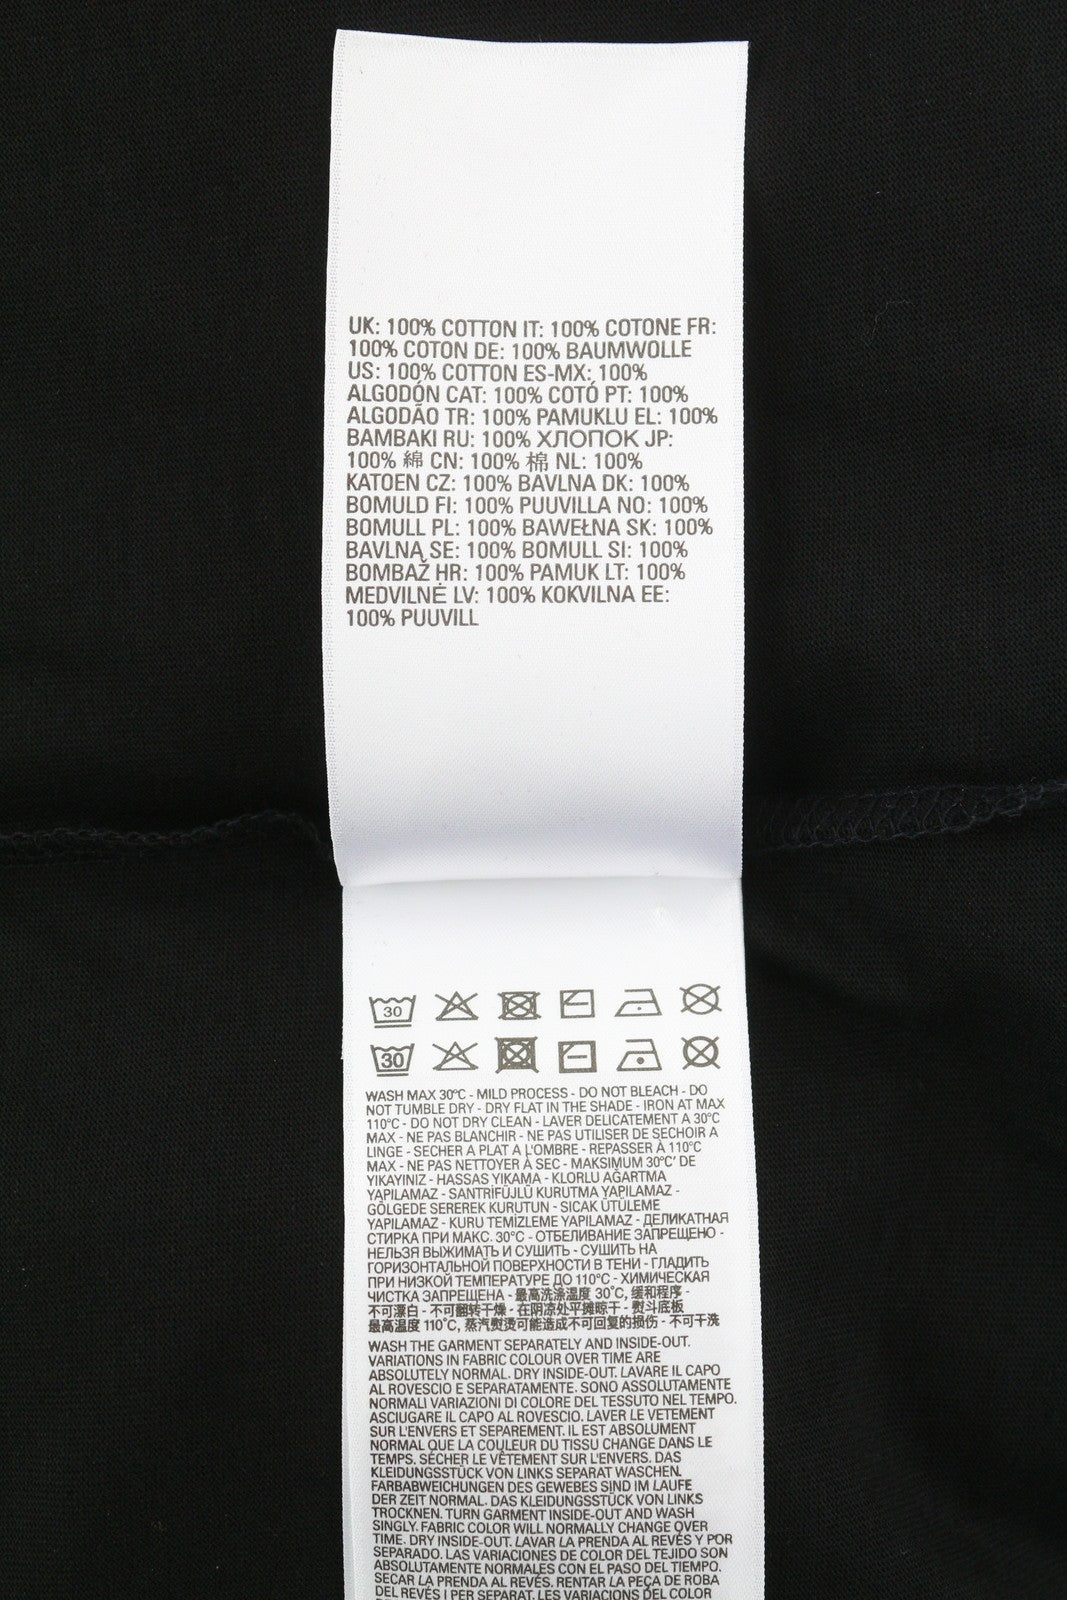 UK: 100% COTTON IT: 100% COTONE FR:
100% COTON DE: 100% BAUMWOLLE
US: 100% COTTON ES-MX: 100%
ALGODÓN CAT: 100% COTÓ PT: 100%
ALGODÃO TR: 100% PAMUKLU EL: 100%
BAMBAKI RU: 100% ХЛОПОК JP:
100% 綿 CN: 100% 棉 NL: 100%
KATOEN CZ: 100% BAVLNA DK: 100%
BOMULD FI: 100% PUUVILLA NO: 100%
BOMULL PL: 100% BAWEŁNA SK: 100%
BAVLNA SE: 100% BOMULL SI: 100%
BOMBAŽ HR: 100% PAMUK LT: 100%
MEDVILNĖ LV: 100% KOKVILNA EE:
100% PUUVILL
30
30
WASH MAX 30°C - MILD PROCESS - DO NOT BLEACH - DO
NOT TUMBLE DRY - DRY FLAT IN THE SHADE - IRON AT MAX
110°C - DO NOT DRY CLEAN - LAVER DELICATEMENT A 30°C
MAX - NE PAS BLANCHIR - NE PAS UTILISER DE SECHOIR A
LINGE - SECHER A PLAT A L'OMBRE - REPASSER À 110°C
MAX - NE PAS NETTOYER À SEC - MAKSIMUM 30°C' DE
YIKAYINIZ - HASSAS YIKAMA - KLORLU AĞARTMA
YAPILAMAZ - SANTRİFÜJLÜ KURUTMA YAPILAMAZ -
GÖLGEDE SEREREK KURUTUN - SICAK ÜTÜLEME
YAPILAMAZ - KURU TEMİZLEME YAPILAMAZ - ДЕЛИКАТНАЯ
СТИРКА ПРИ МАКС. 30°C - ОТБЕЛИВАНИЕ ЗАПРЕЩЕНО -
НЕЛЬЗЯ ВЫЖИМАТЬ И СУШИТЬ - СУШИТЬ НА
ГОРИЗОНТАЛЬНОЙ ПОВЕРХНОСТИ В ТЕНИ - ГЛАДИТЬ
ПРИ НИЗКОЙ ТЕМПЕРАТУРЕ ДО 110°C - ХИМИЧЕСКАЯ
ЧИСТКА ЗАПРЕЩЕНА - 最高洗涤温度 30°C, 缓和程序 -
不可漂白 - 不可翻转干燥 - 在阴凉处平摊晾干 - 熨斗底板
最高温度 110°C, 蒸汽熨烫可能造成不可回复的损伤 - 不可干洗
WASH THE GARMENT SEPARATELY AND INSIDE-OUT.
VARIATIONS IN FABRIC COLOUR OVER TIME ARE
ABSOLUTELY NORMAL. DRY INSIDE-OUT. LAVARE IL CAPO
AL ROVESCIO E SEPARATAMENTE. SONO ASSOLUTAMENTE
NORMALI VARIAZIONI DI COLORE DEL TESSUTO NEL TEMPO.
ASCIUGARE IL CAPO AL ROVESCIO. LAVER LE VETEMENT
SUR L'ENVERS ET SEPAREMENT. IL EST ABSOLUMENT
NORMAL QUE LA COULEUR DU TISSU CHANGE DANS LE
TEMPS. SÉCHER LE VÊTEMENT SUR L'ENVERS. DAS
KLEIDUNGSSTÜCK VON LINKS SEPARAT WASCHEN.
FARBABWEICHUNGEN DES GEWEBES SIND IM LAUFE
DER ZEIT NORMAL. DAS KLEIDUNGSSTÜCK VON LINKS
TROCKNEN. TURN GARMENT INSIDE-OUT AND WASH
SINGLY. FABRIC COLOR WILL NORMALLY CHANGE OVER
TIME. DRY INSIDE-OUT. LAVAR LA PRENDA AL REVÉS Y POR
SEPARADO. LAS VARIACIONES DE COLOR DEL TEJIDO SON
ABSOLUTAMENTE NORMALES CON EL PASO DEL TIEMPO.
SECAR LA PRENDA AL REVÉS. RENTAR LA PEÇA DE ROBA
DEL REVÉS I PER SEPARAT. LES VARIACIONS DEL COLOR